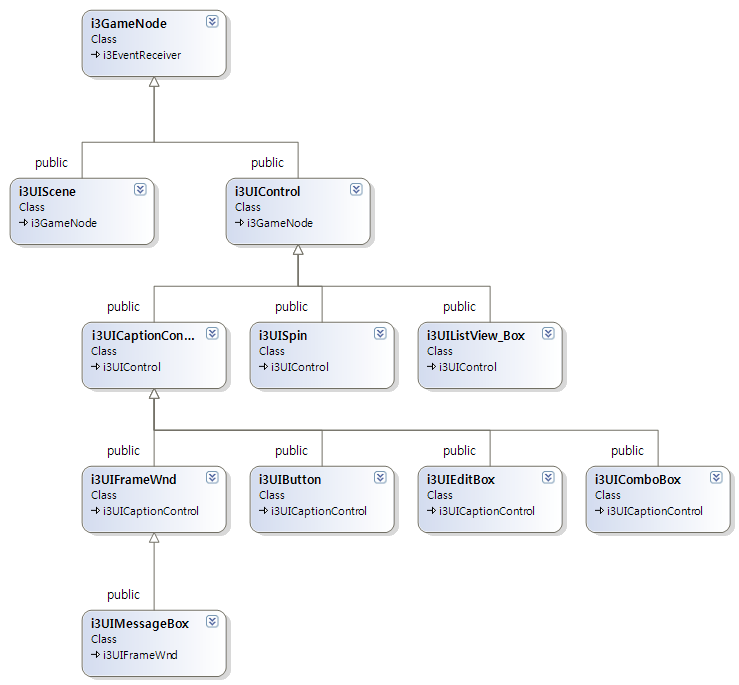 i3GameNode
Class
i3EventReceiver
public
public
i3UIScene
Class
i3GameNode
i3UIControl
Class
i3GameNode
public
public
public
i3UICaptionCon...
Class
i3UIControl
i3UISpin
Class
i3UIControl
i3UIListView_Box
Class
i3UIControl
public
public
public
public
i3UIFrameWnd
Class
i3UICaptionControl
i3UIButton
Class
i3UICaptionControl
i3UIEditBox
Class
i3UICaptionControl
i3UIComboBox
Class
i3UICaptionControl
public
i3UIMessageBox
Class
i3UIFrameWnd